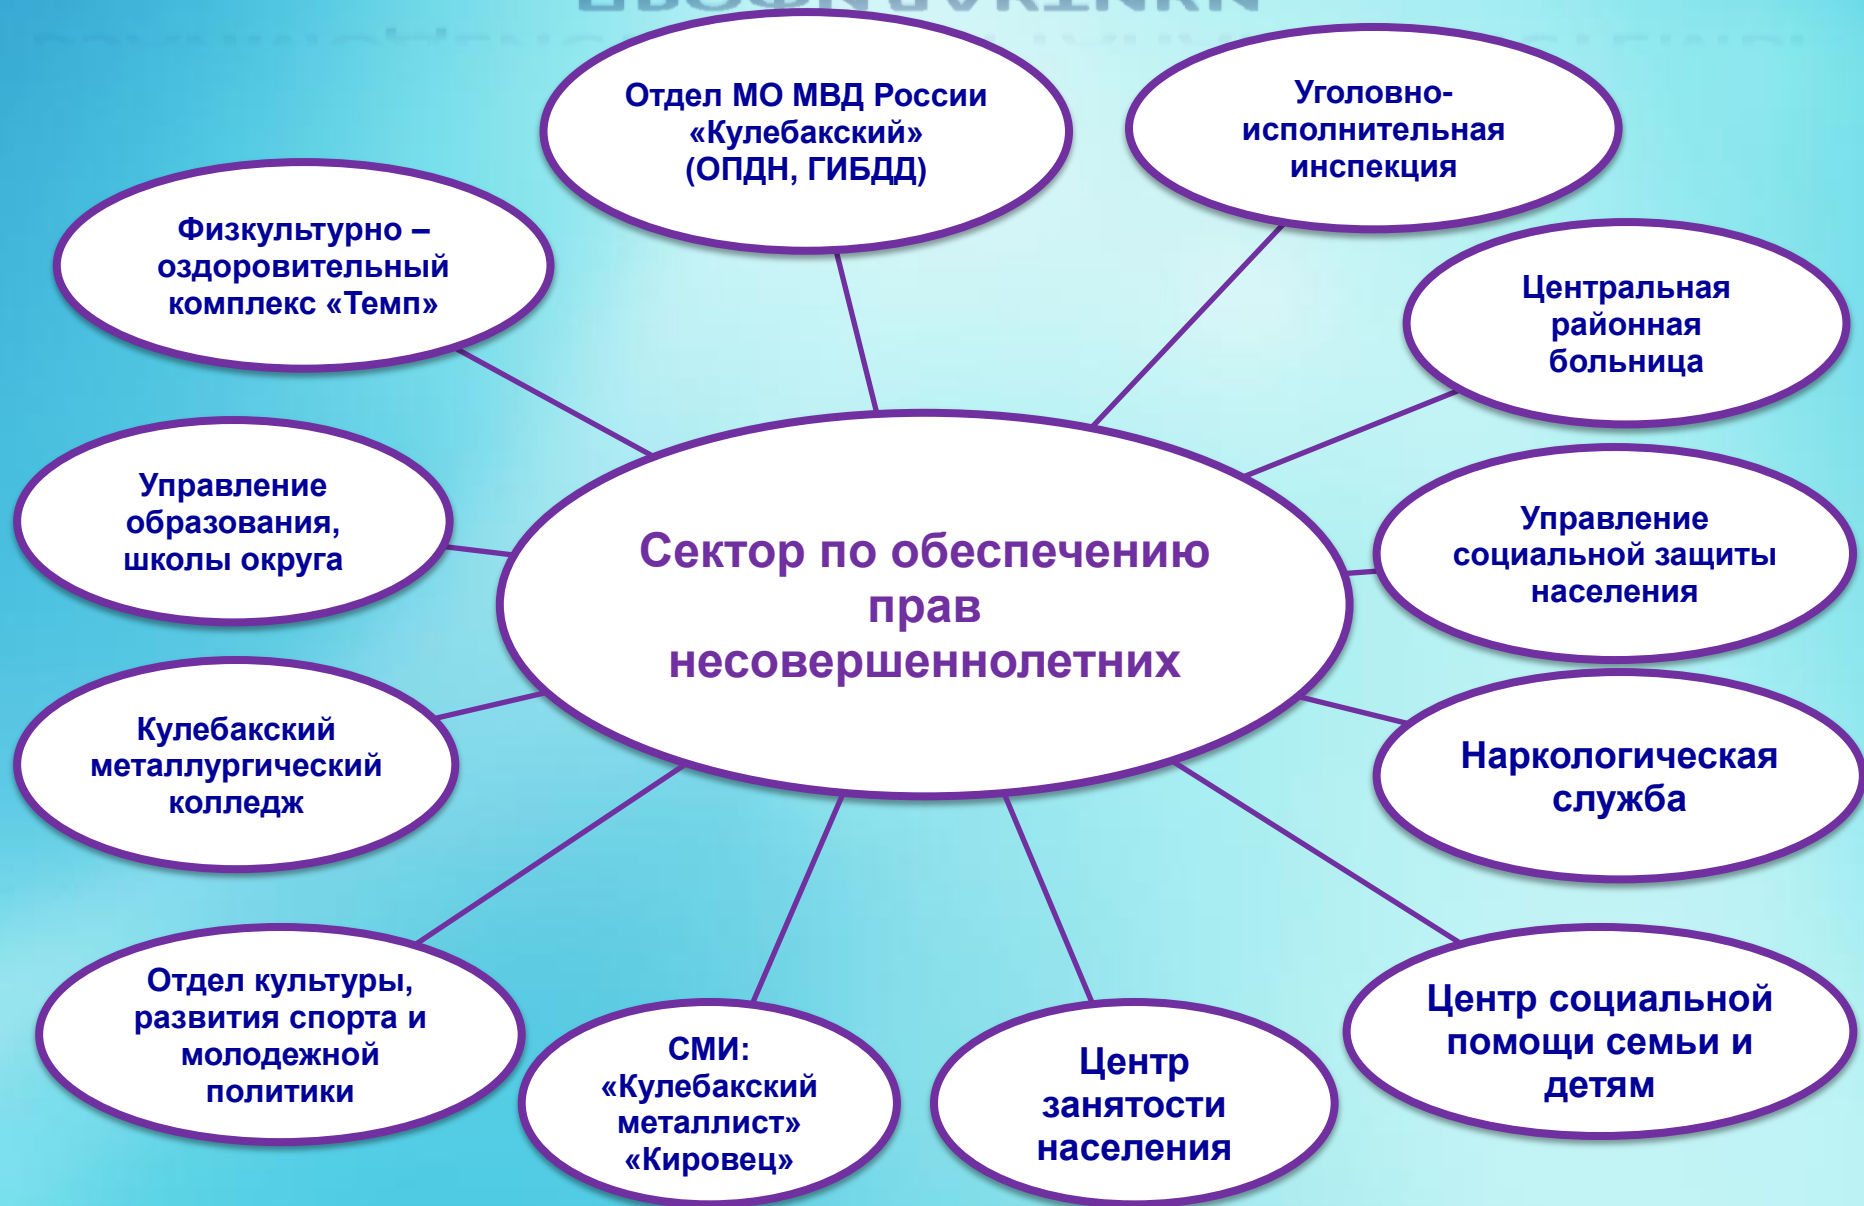 Отдел МО МВД России
«Кулебакский»
(ОПДН, ГИБДД)
Уголовно-
исполнительная
инспекция
Физкультурно –
оздоровительный
комплекс «Темп»
Центральная
районная
больница
Управление
образования,
школы округа
Сектор по обеспечению
прав
несовершеннолетних
Управление
социальной защиты
населения
Кулебакский
металлургический
колледж
Наркологическая
служба
Отдел культуры,
развития спорта и
молодежной
политики
СМИ:
«Кулебакский
металлист»
«Кировец»
Центр
занятости
населения
Центр социальной
помощи семьи и
детям